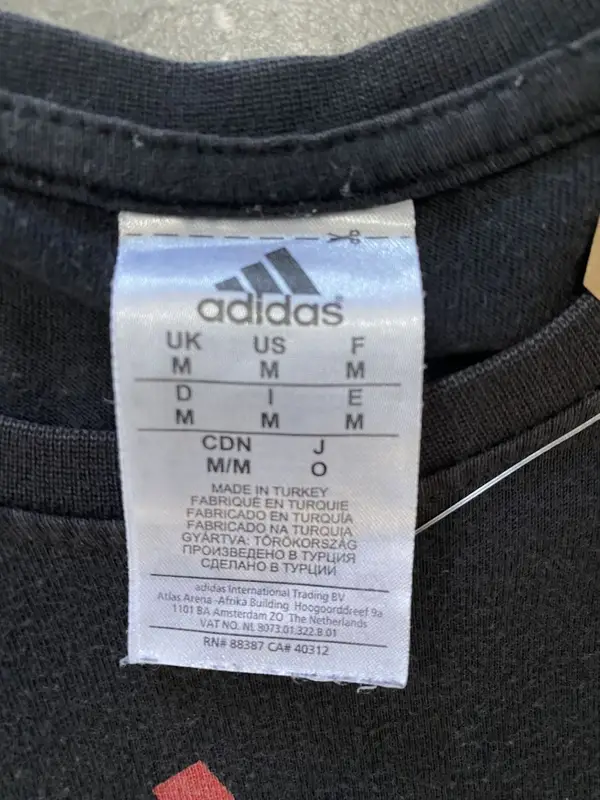 adidas
UK US F
M M M
D I E
M M M
CDN J
M/M O
MADE IN TURKEY
FABRIQUÉ EN TURQUIE
FABRICADO EN TURQUÍA
FABRICADO NA TURQUIA
GYÁRTVA: TÖRÖKORSZÁG
ПРОИЗВЕДЕНО В ТУРЦИЯ
СДЕЛАНО В ТУРЦИИ
adidas International Trading BV
Atlas Arena -Afrika Building Hoogoorddreef 9a
1101 BA Amsterdam ZO The Netherlands
VAT NO. NL 8073.01.322.B.01
RN# 88387 CA# 40312